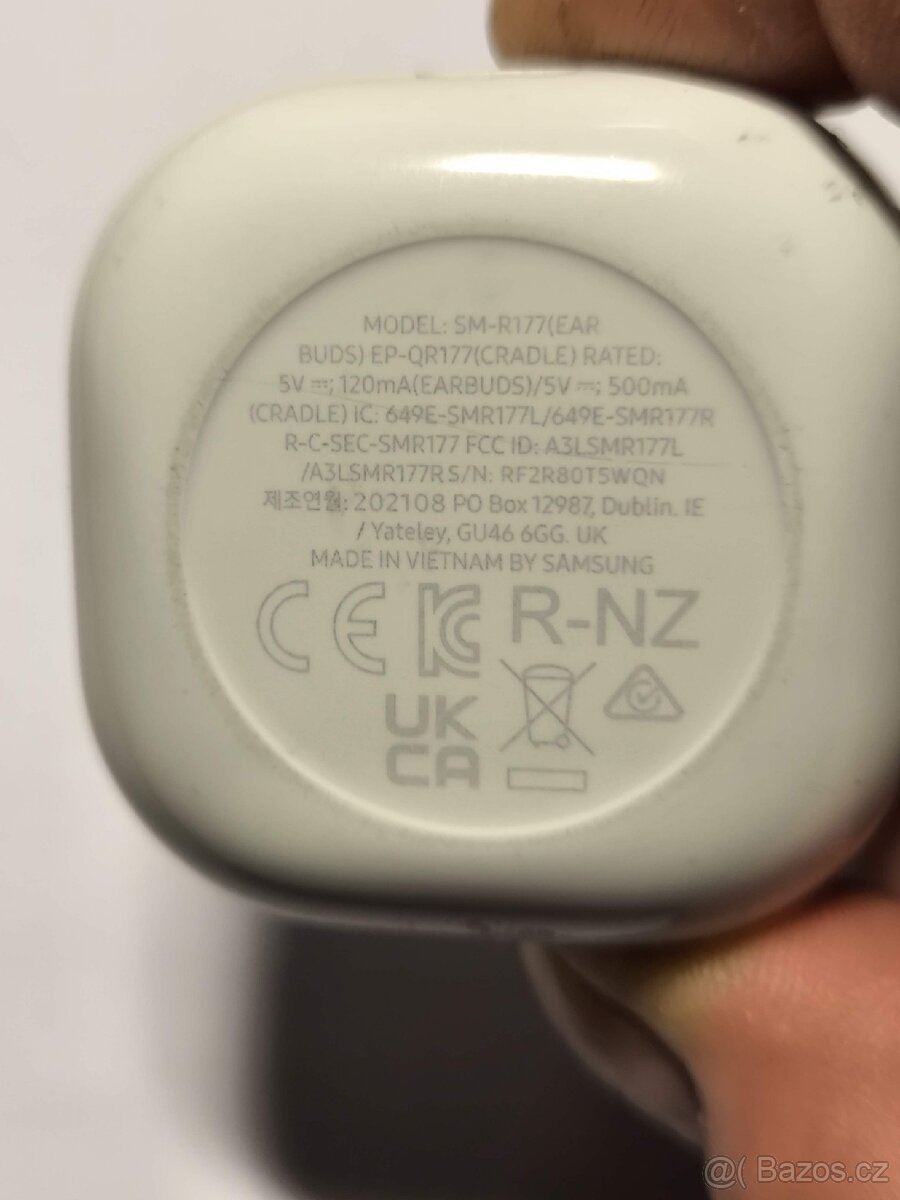 MODEL: SM-R177(EAR
BUDS) EP-QR177(CRADLE) RATED:
5V ⎓; 120mA(EARBUDS)/5V ⎓; 500mA
(CRADLE) IC: 649E-SMR177L/649E-SMR177R
R-C-SEC-SMR177 FCC ID: A3LSMR177L
/A3LSMR177R S/N: RF2R80T5WQN
제조연월: 202108 PO Box 12987, Dublin. IE
/ Yateley, GU46 6GG. UK
MADE IN VIETNAM BY SAMSUNG
CE KC R-NZ
UK
CA
@( Bazos.cz